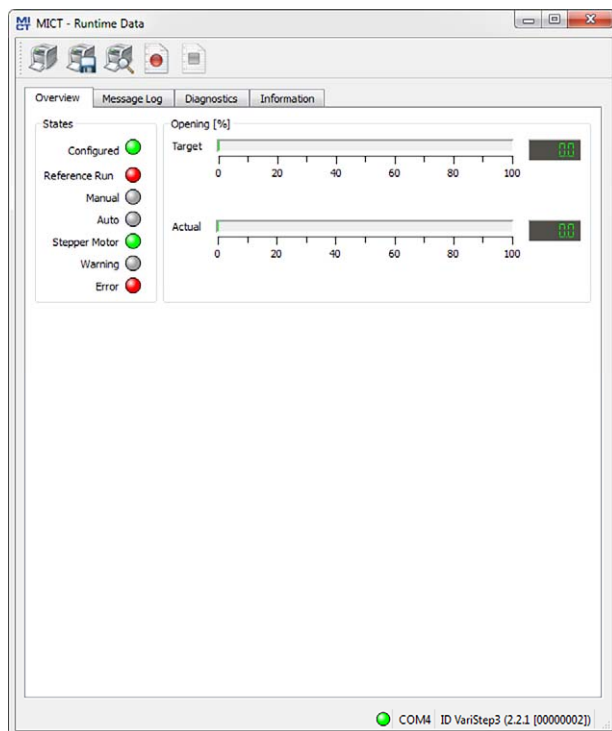 MICT MICT - Runtime Data
Overview Message Log Diagnostics Information
States
Configured
Reference Run
Manual
Auto
Stepper Motor
Warning
Error
Opening [%]
Target 0.0
0 20 40 60 80 100
Actual 0.0
0 20 40 60 80 100
COM4 ID VariStep3 (2.2.1 [00000002])